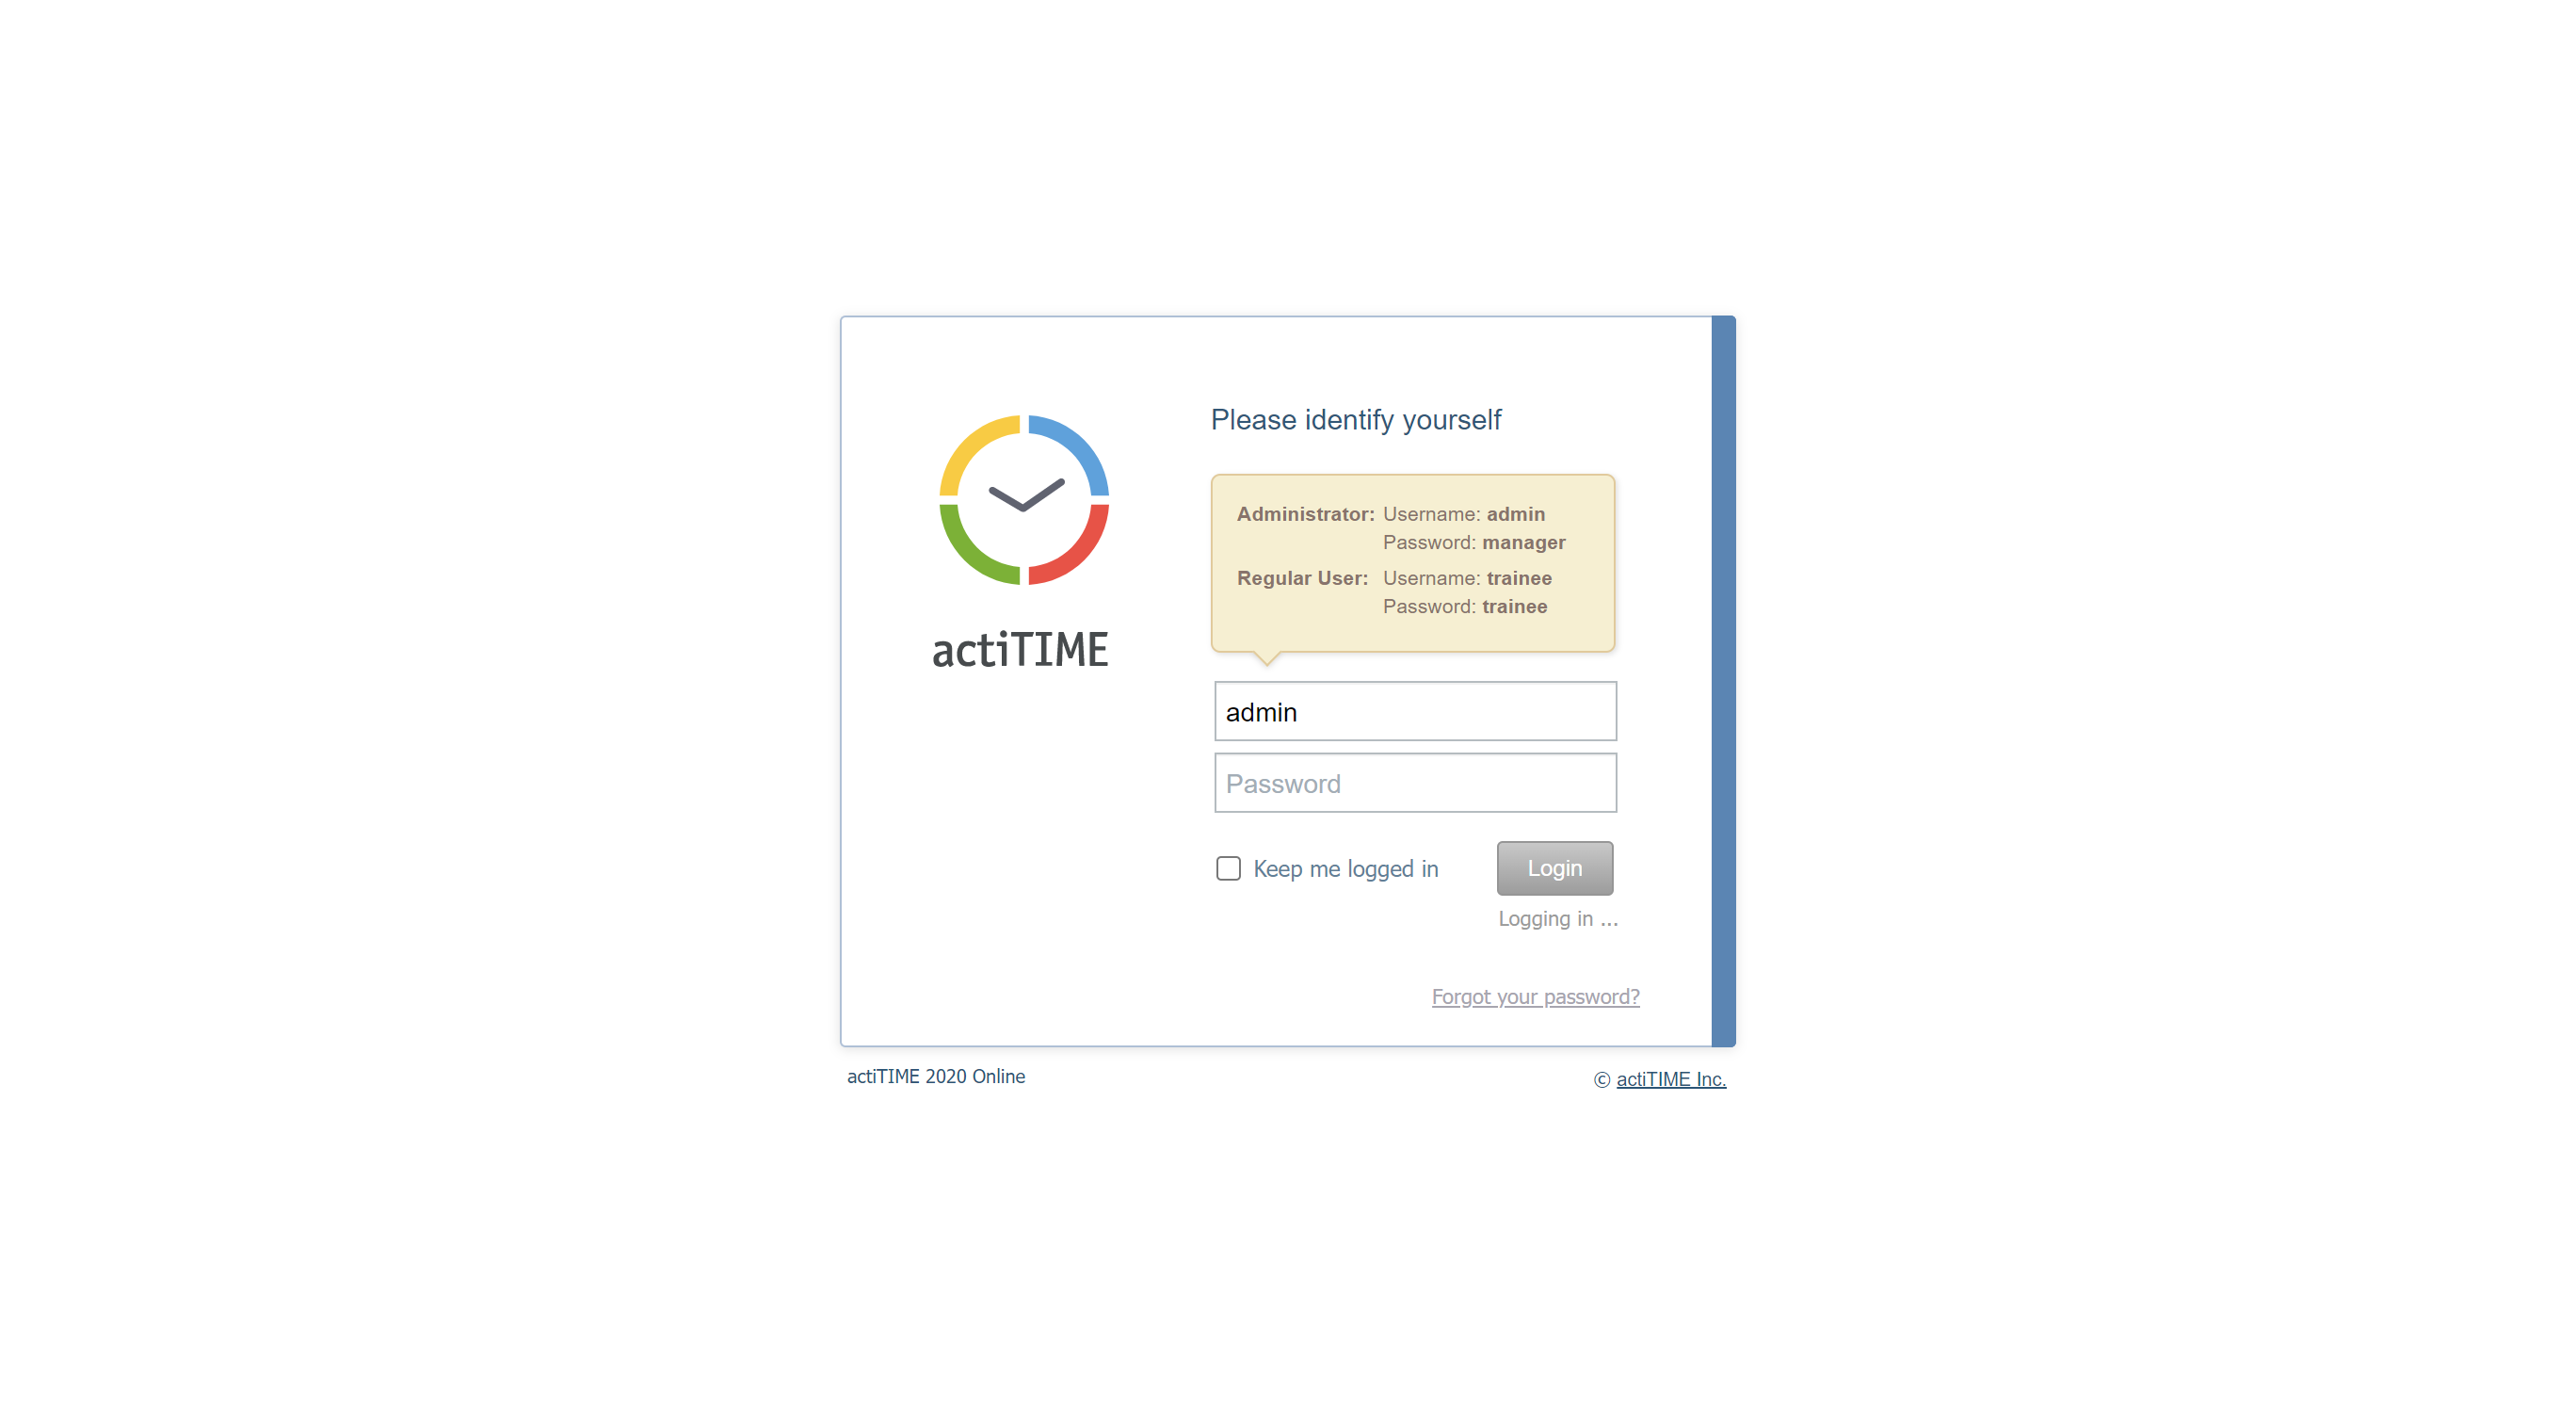 Please identify yourself
Administrator: Username: admin
Password: manager
Regular User: Username: trainee
Password: trainee
actiTIME
admin
Password
Keep me logged in Login
Logging in ...
Forgot your password?
actiTIME 2020 Online © actiTIME Inc.